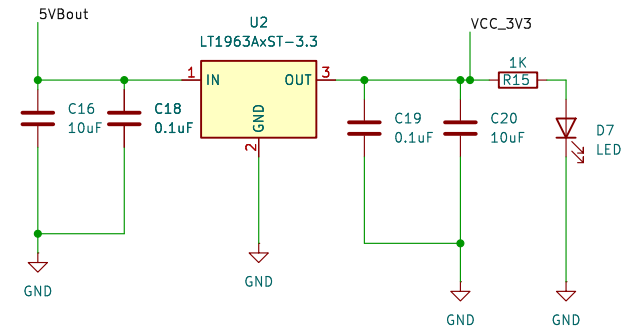 5VBout
U2
VCC_3V3
LT1963AxST-3.3
1K
1
3
IN
OUT
R15
C16
C18
GND
C19
C20
D7
10uF
0.1uF
0.1uF
10uF
LED
2
GND
GND
GND
GND